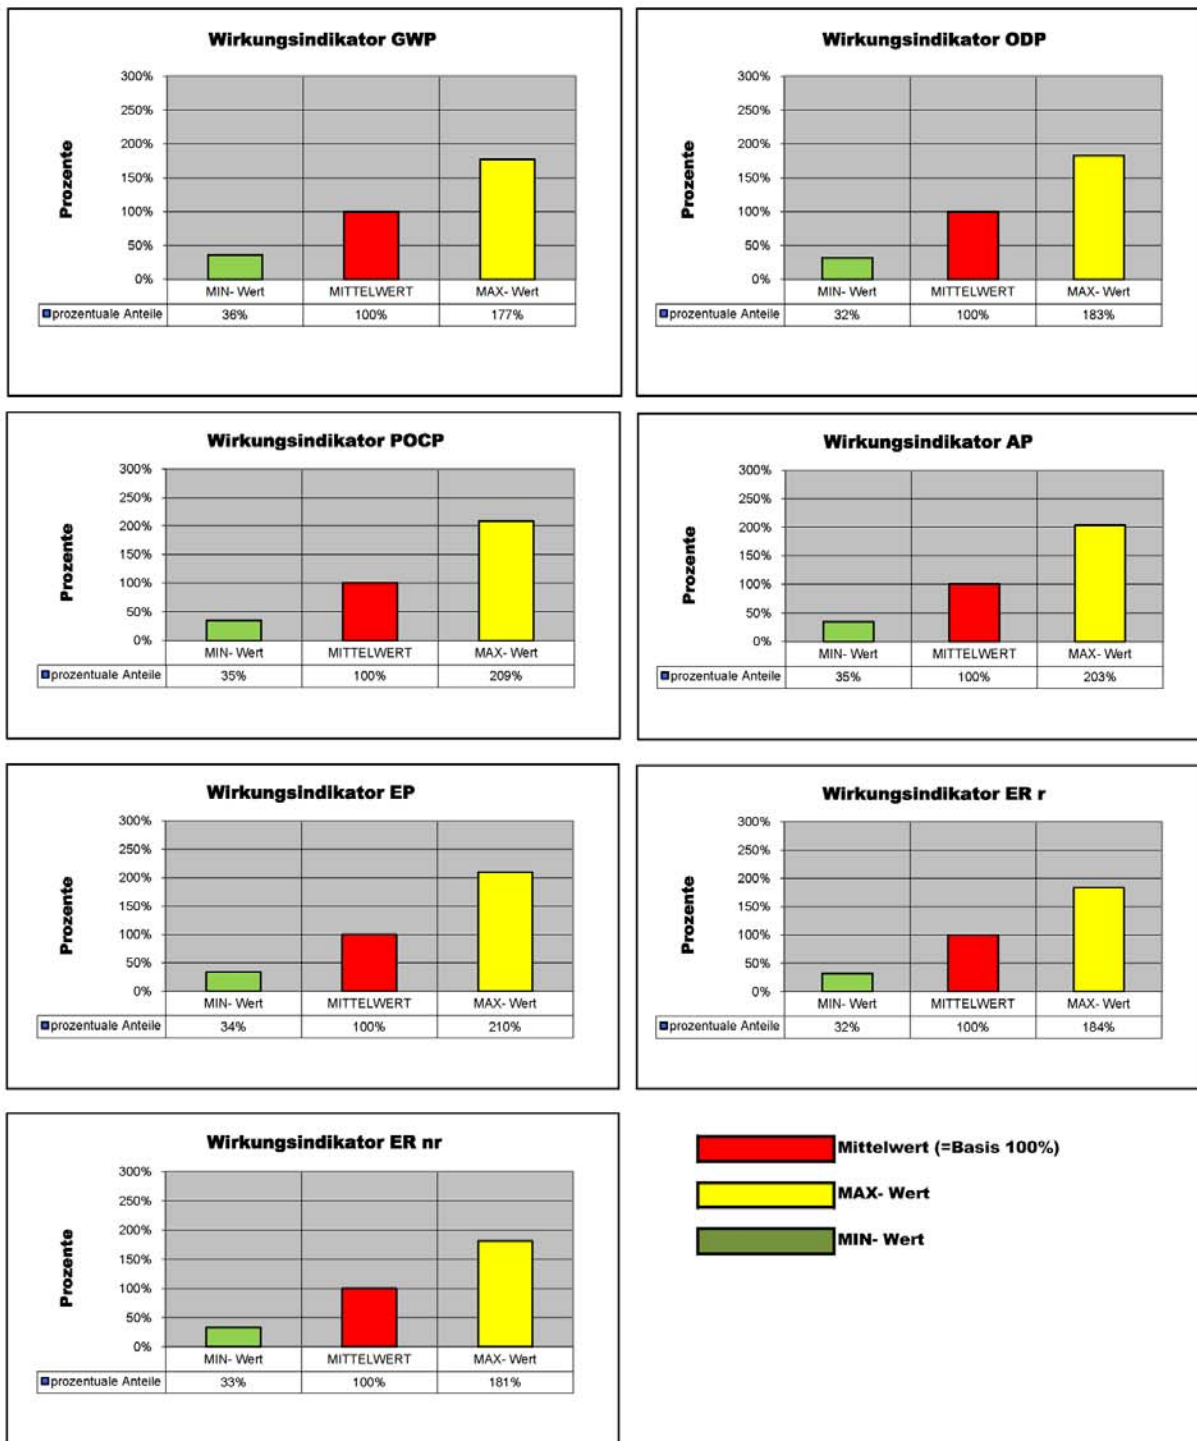 Wirkungsindikator GWP
Prozente
300%
250%
200%
150%
100%
50%
0%
MIN- Wert MITTELWERT MAX- Wert
prozentuale Anteile 36% 100% 177%
Wirkungsindikator ODP
Prozente
300%
250%
200%
150%
100%
50%
0%
MIN- Wert MITTELWERT MAX- Wert
prozentuale Anteile 32% 100% 183%
Wirkungsindikator POCP
Prozente
300%
250%
200%
150%
100%
50%
0%
MIN- Wert MITTELWERT MAX- Wert
prozentuale Anteile 35% 100% 209%
Wirkungsindikator AP
Prozente
300%
250%
200%
150%
100%
50%
0%
MIN- Wert MITTELWERT MAX- Wert
prozentuale Anteile 35% 100% 203%
Wirkungsindikator EP
Prozente
300%
250%
200%
150%
100%
50%
0%
MIN- Wert MITTELWERT MAX- Wert
prozentuale Anteile 34% 100% 210%
Wirkungsindikator ER r
Prozente
300%
250%
200%
150%
100%
50%
0%
MIN- Wert MITTELWERT MAX- Wert
prozentuale Anteile 32% 100% 184%
Wirkungsindikator ER nr
Prozente
300%
250%
200%
150%
100%
50%
0%
MIN- Wert MITTELWERT MAX- Wert
prozentuale Anteile 33% 100% 181%
Mittelwert (=Basis 100%)
MAX- Wert
MIN- Wert